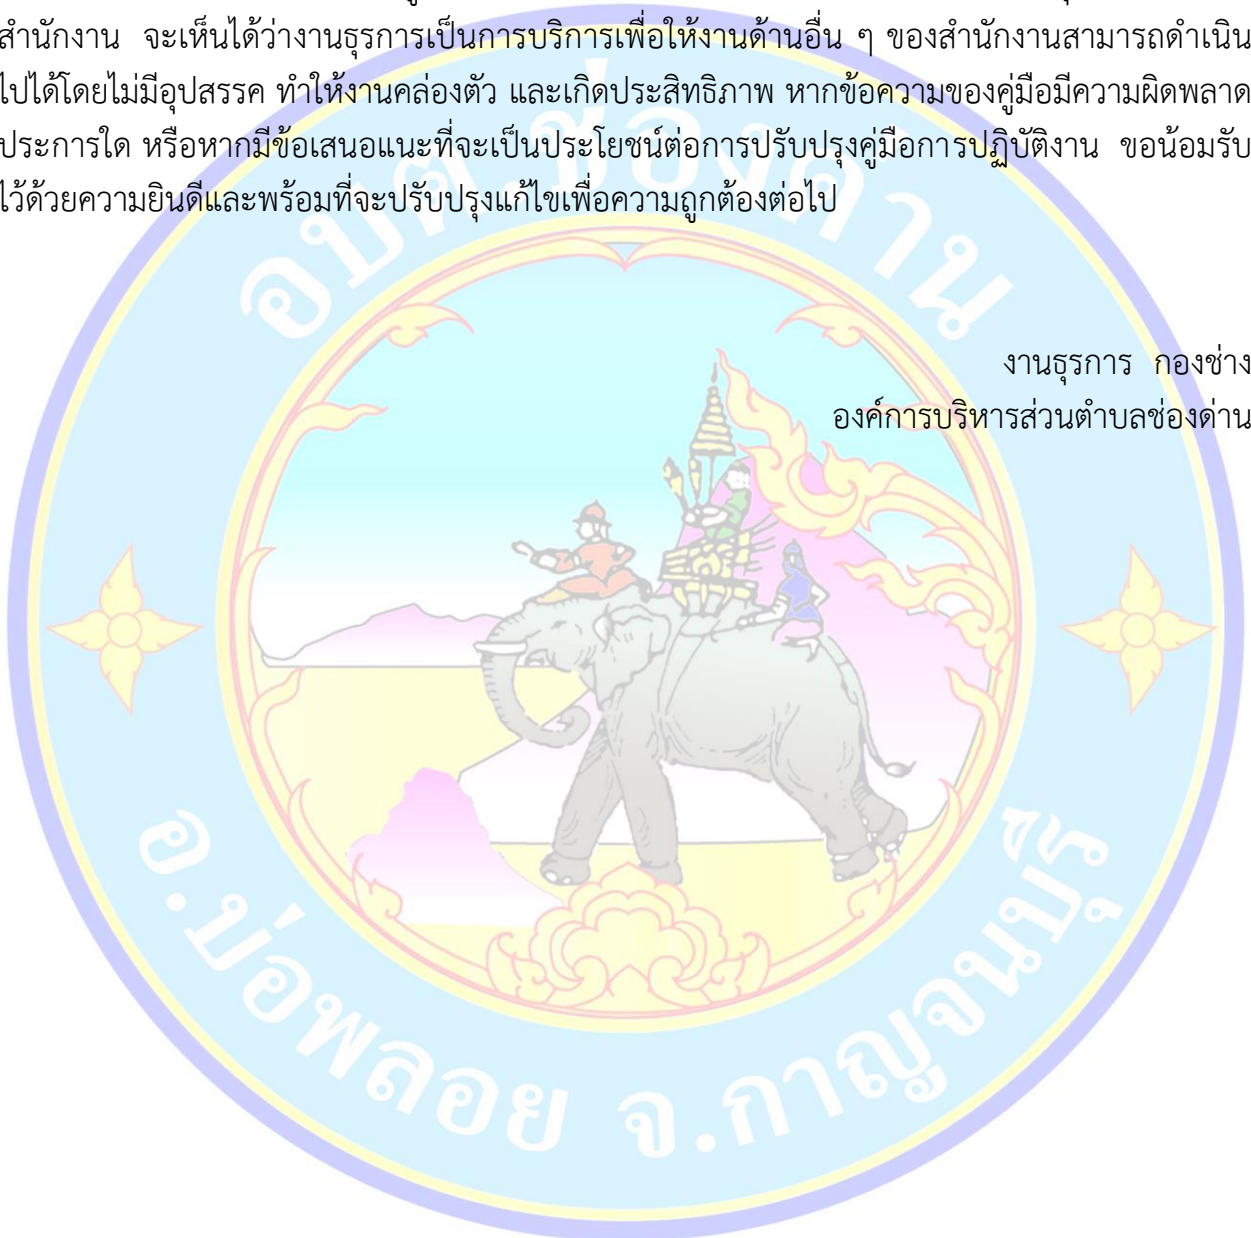 สำนักงาน จะเห็นได้ว่างานธุรการเป็นการบริการเพื่อให้งานด้านอื่น ๆ ของสำนักงานสามารถดำเนิน
ไปได้โดยไม่มีอุปสรรค ทำให้งานคล่องตัว และเกิดประสิทธิภาพ หากข้อความของคู่มือมีความผิดพลาด
ประการใด หรือหากมีข้อเสนอแนะที่จะเป็นประโยชน์ต่อการปรับปรุงคู่มือการปฏิบัติงาน ขอน้อมรับ
ไว้ด้วยความยินดีและพร้อมที่จะปรับปรุงแก้ไขเพื่อความถูกต้องต่อไป
อบต.ช่องด่าน
งานธุรการ กองช่าง
องค์การบริหารส่วนตำบลช่องด่าน
อ.บ่อพลอย จ.กาญจนบุรี